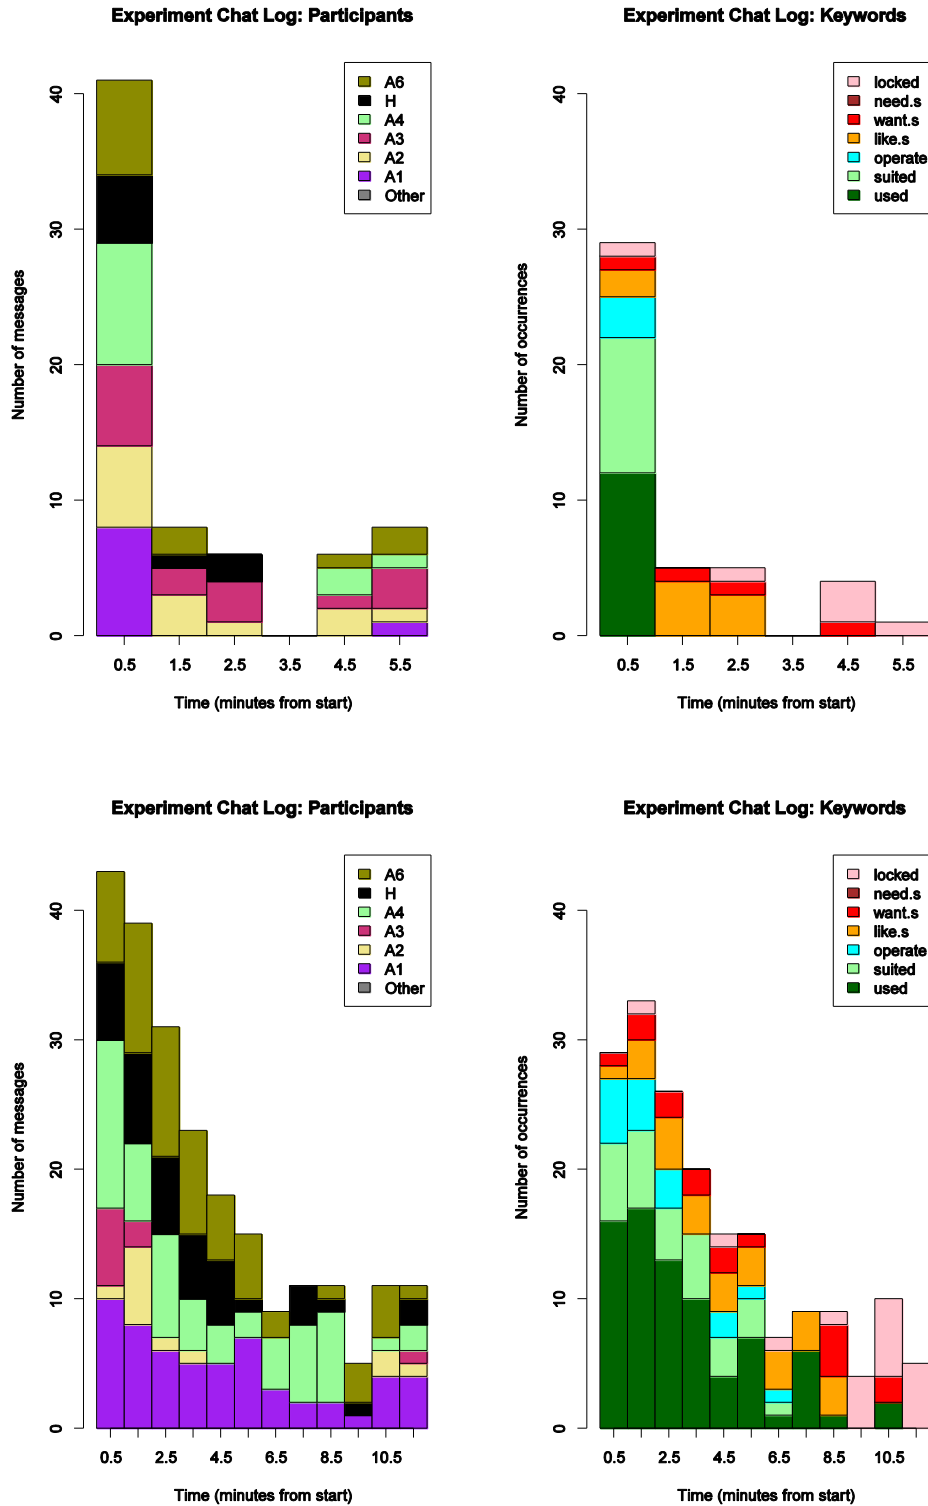 Experiment Chat Log: Participants
Number of messages
0
10
20
30
40
A6
H
A4
A3
A2
A1
Other
0.5 1.5 2.5 3.5 4.5 5.5
Time (minutes from start)
Experiment Chat Log: Keywords
Number of occurrences
0
10
20
30
40
locked
need.s
want.s
like.s
operate
suited
used
0.5 1.5 2.5 3.5 4.5 5.5
Time (minutes from start)
Experiment Chat Log: Participants
Number of messages
0
10
20
30
40
A6
H
A4
A3
A2
A1
Other
0.5 2.5 4.5 6.5 8.5 10.5
Time (minutes from start)
Experiment Chat Log: Keywords
Number of occurrences
0
10
20
30
40
locked
need.s
want.s
like.s
operate
suited
used
0.5 2.5 4.5 6.5 8.5 10.5
Time (minutes from start)